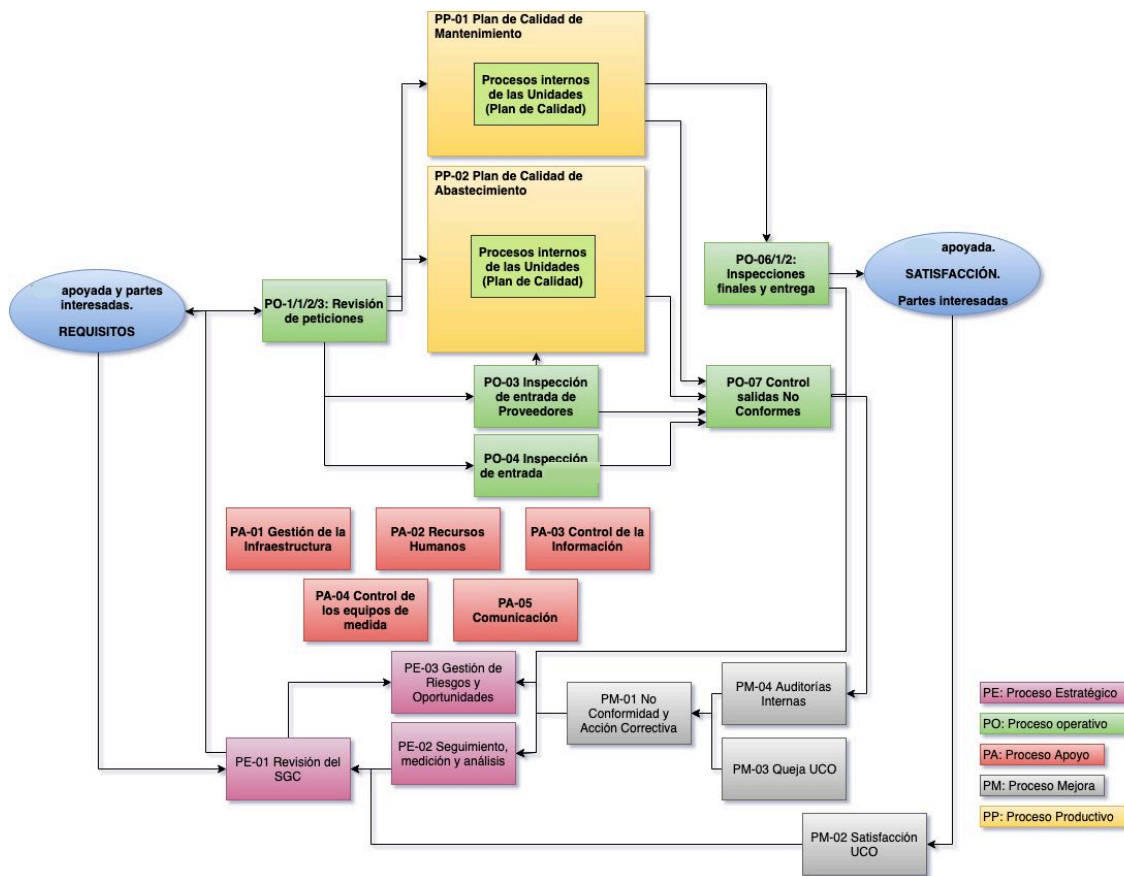 PP-01 Plan de Calidad de
Mantenimiento
Procesos internos
de las Unidades
(Plan de Calidad)
PP-02 Plan de Calidad de
Abastecimiento
Procesos internos
de las Unidades
(Plan de Calidad)
apoyada y partes
interesadas.
REQUISITOS
PO-1/1/2/3: Revisión
de peticiones
PO-06/1/2:
Inspecciones
finales y entrega
apoyada.
SATISFACCIÓN.
Partes interesadas
PO-03 Inspección
de entrada de
Proveedores
PO-07 Control
salidas No
Conformes
PO-04 Inspección
de entrada
PA-01 Gestión de la
Infraestructura
PA-02 Recursos
Humanos
PA-03 Control de la
Información
PA-04 Control de
los equipos de
medida
PA-05
Comunicación
PE-03 Gestión de
Riesgos y
Oportunidades
PM-01 No
Conformidad y
Acción Correctiva
PM-04 Auditorías
Internas
PE-01 Revisión del
SGC
PE-02 Seguimiento,
medición y análisis
PM-03 Queja UCO
PM-02 Satisfacción
UCO
PE: Proceso Estratégico
PO: Proceso operativo
PA: Proceso Apoyo
PM: Proceso Mejora
PP: Proceso Productivo